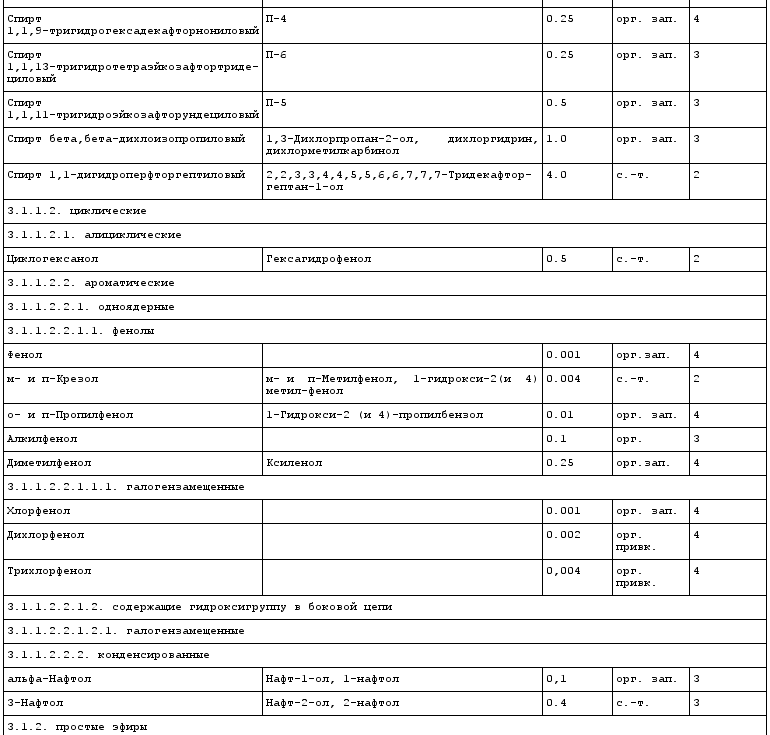 Спирт П-4 0.25 орг. зап. 4
1,1,9-тригидрогексадекафторнониловый
Спирт П-6 0.25 орг. зап. 3
1,1,13-тригидротетраэйкозафтортриде-
циловый
Спирт П-5 0.5 орг. зап. 3
1,1,11-тригидроэйкозафторундециловый
Спирт бета,бета-дихлоизопропиловый 1,3-Дихлорпропан-2-ол, дихлоргидрин, 1.0 орг. зап. 3
дихлорметилкарбинол
Спирт 1,1-дигидроперфторгептиловый 2,2,3,3,4,4,5,5,6,6,7,7,7-Тридекафтор- 4.0 с.-т. 2
гептан-1-ол
3.1.1.2. циклические
3.1.1.2.1. алициклические
Циклогексанол Гексагидрофенол 0.5 с.-т. 2
3.1.1.2.2. ароматические
3.1.1.2.2.1. одноядерные
3.1.1.2.2.1.1. фенолы
Фенол 0.001 орг.зап. 4
м- и п-Крезол м- и п-Метилфенол, 1-гидрокси-2(и 4) 0.004 с.-т. 2
метил-фенол
о- и п-Пропилфенол 1-Гидрокси-2 (и 4)-пропилбензол 0.01 орг. зап. 4
Алкилфенол 0.1 орг. 3
Диметилфенол Ксиленол 0.25 орг.зап. 4
3.1.1.2.2.1.1.1. галогензамещенные
Хлорфенол 0.001 орг. зап. 4
Дихлорфенол 0.002 орг. 4
привк.
Трихлорфенол 0,004 орг. 4
привк.
3.1.1.2.2.1.2. содержащие гидроксигруппу в боковой цепи
3.1.1.2.2.1.2.1. галогензамещенные
3.1.1.2.2.2. конденсированные
альфа-Нафтол Нафт-1-ол, 1-нафтол 0,1 орг. зап. 3
3-Нафтол Нафт-2-ол, 2-нафтол 0.4 с.-т. 3
3.1.2. простые эфиры